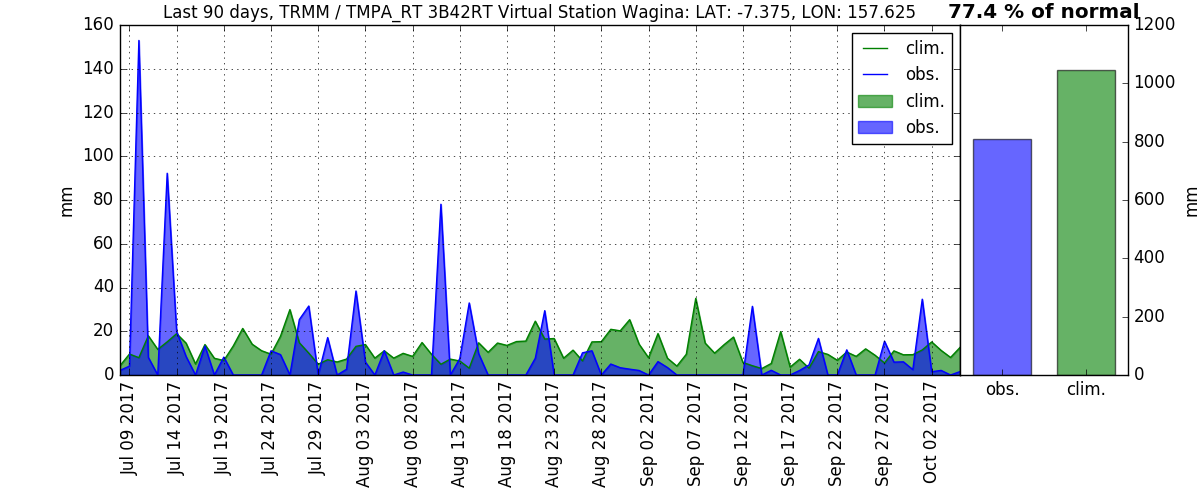 Last 90 days, TRMM / TMPA_RT 3B42RT Virtual Station Wagina: LAT: -7.375, LON: 157.625
77.4 % of normal
mm
160
140
120
100
80
60
40
20
0
clim.
obs.
clim.
obs.
1200
1000
800
600
400
200
0
mm
obs.
clim.
Jul 09 2017
Jul 14 2017
Jul 19 2017
Jul 24 2017
Jul 29 2017
Aug 03 2017
Aug 08 2017
Aug 13 2017
Aug 18 2017
Aug 23 2017
Aug 28 2017
Sep 02 2017
Sep 07 2017
Sep 12 2017
Sep 17 2017
Sep 22 2017
Sep 27 2017
Oct 02 2017